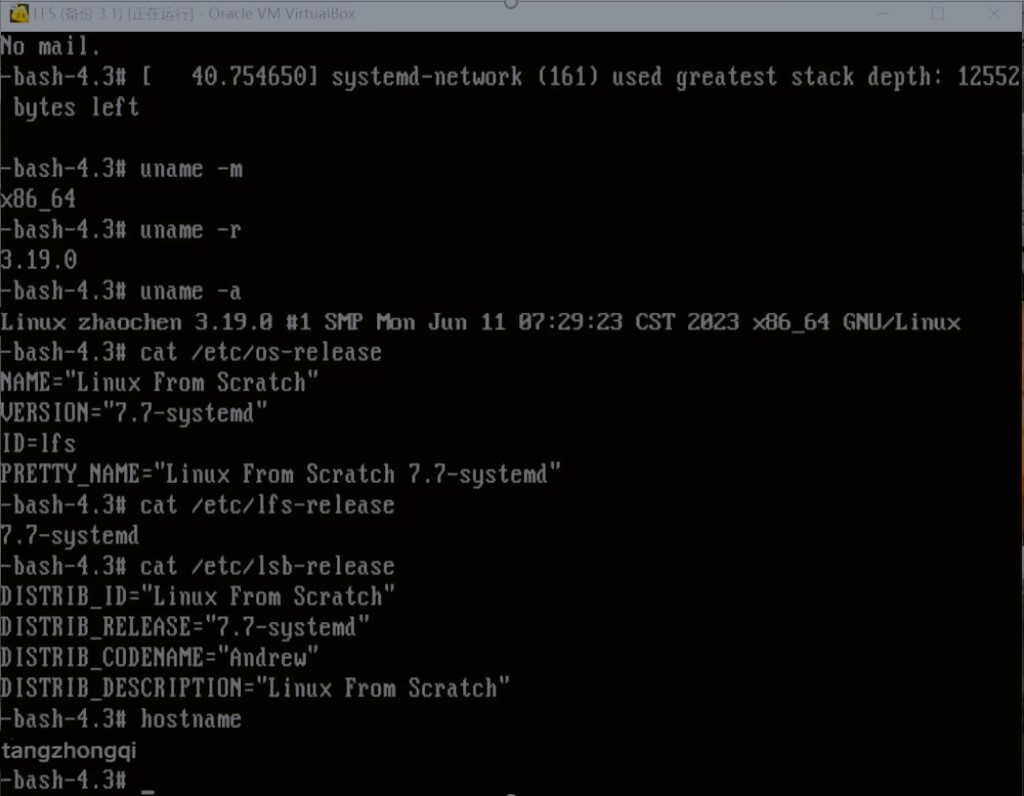 LFS (备份 3.1) [正在运行] - Oracle VM VirtualBox
No mail.
-bash-4.3# [   40.754650] systemd-network (161) used greatest stack depth: 12552
 bytes left
-bash-4.3# uname -m
x86_64
-bash-4.3# uname -r
3.19.0
-bash-4.3# uname -a
Linux zhaochen 3.19.0 #1 SMP Mon Jun 11 07:29:23 CST 2023 x86_64 GNU/Linux
-bash-4.3# cat /etc/os-release
NAME="Linux From Scratch"
VERSION="7.7-systemd"
ID=lfs
PRETTY_NAME="Linux From Scratch 7.7-systemd"
-bash-4.3# cat /etc/lfs-release
7.7-systemd
-bash-4.3# cat /etc/lsb-release
DISTRIB_ID="Linux From Scratch"
DISTRIB_RELEASE="7.7-systemd"
DISTRIB_CODENAME="Andrew"
DISTRIB_DESCRIPTION="Linux From Scratch"
-bash-4.3# hostname
tangzhongqi
-bash-4.3# _